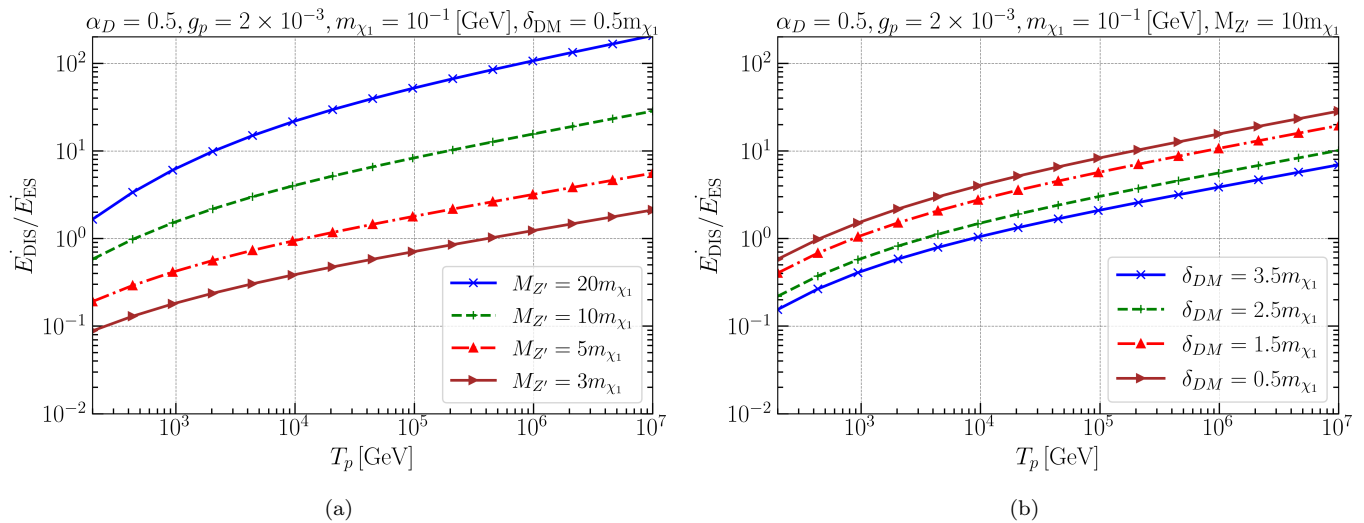 α_D = 0.5, g_p = 2 × 10^−3, m_χ1 = 10^−1 [GeV], δ_DM = 0.5m_χ1
10^2
10^1
10^0
10^−1
10^−2
Ė_DIS/Ė_ES
M_Z′ = 20m_χ1
M_Z′ = 10m_χ1
M_Z′ = 5m_χ1
M_Z′ = 3m_χ1
10^3 10^4 10^5 10^6 10^7
T_p [GeV]
(a)
α_D = 0.5, g_p = 2 × 10^−3, m_χ1 = 10^−1 [GeV], M_Z′ = 10m_χ1
10^2
10^1
10^0
10^−1
10^−2
Ė_DIS/Ė_ES
δ_DM = 3.5m_χ1
δ_DM = 2.5m_χ1
δ_DM = 1.5m_χ1
δ_DM = 0.5m_χ1
10^3 10^4 10^5 10^6 10^7
T_p [GeV]
(b)